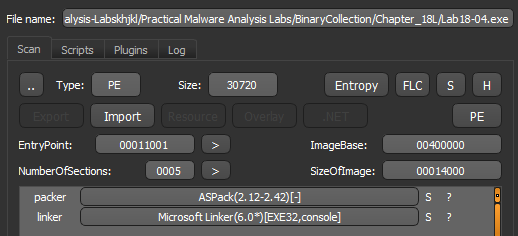 File name: alysis-Labskhjkl/Practical Malware Analysis Labs/BinaryCollection/Chapter_18L/Lab18-04.exe
Scan Scripts Plugins Log
.. Type: PE Size: 30720 Entropy FLC S H
Export Import Resource Overlay .NET PE
EntryPoint: 00011001 > ImageBase: 00400000
NumberOfSections: 0005 > SizeOfImage: 00014000
packer ASPack(2.12-2.42)[-] S ?
linker Microsoft Linker(6.0*)[EXE32,console] S ?